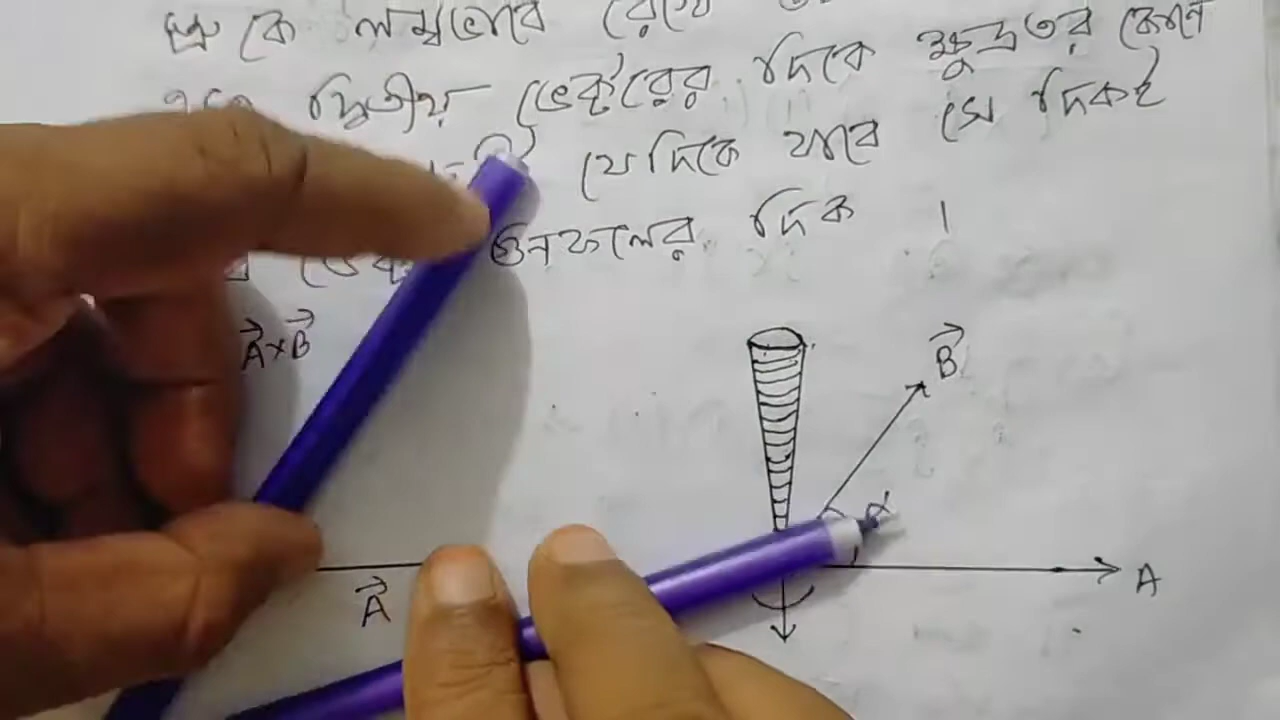 স্ক্রু কে লম্বভাবে রেখে
দ্বিতীয় ভেক্টরের দিকে ক্ষুদ্রতর কোনে
যেদিকে যাবে সে দিকই
গুনফলের দিক ।
A×B
B
α
A
A